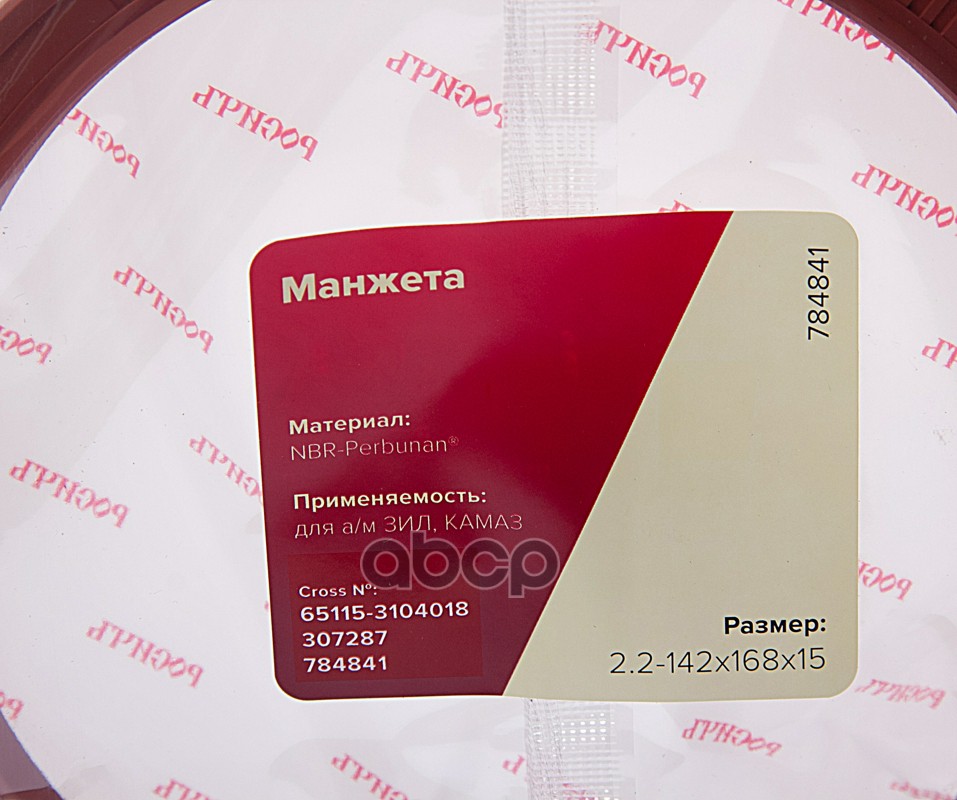 Манжета
784841
Материал:
NBR-Perbunan®
Применяемость:
для а/м ЗИЛ, КАМАЗ
abcp
Cross №:
65115-3104018
307287
784841
Размер:
2.2-142x168x15